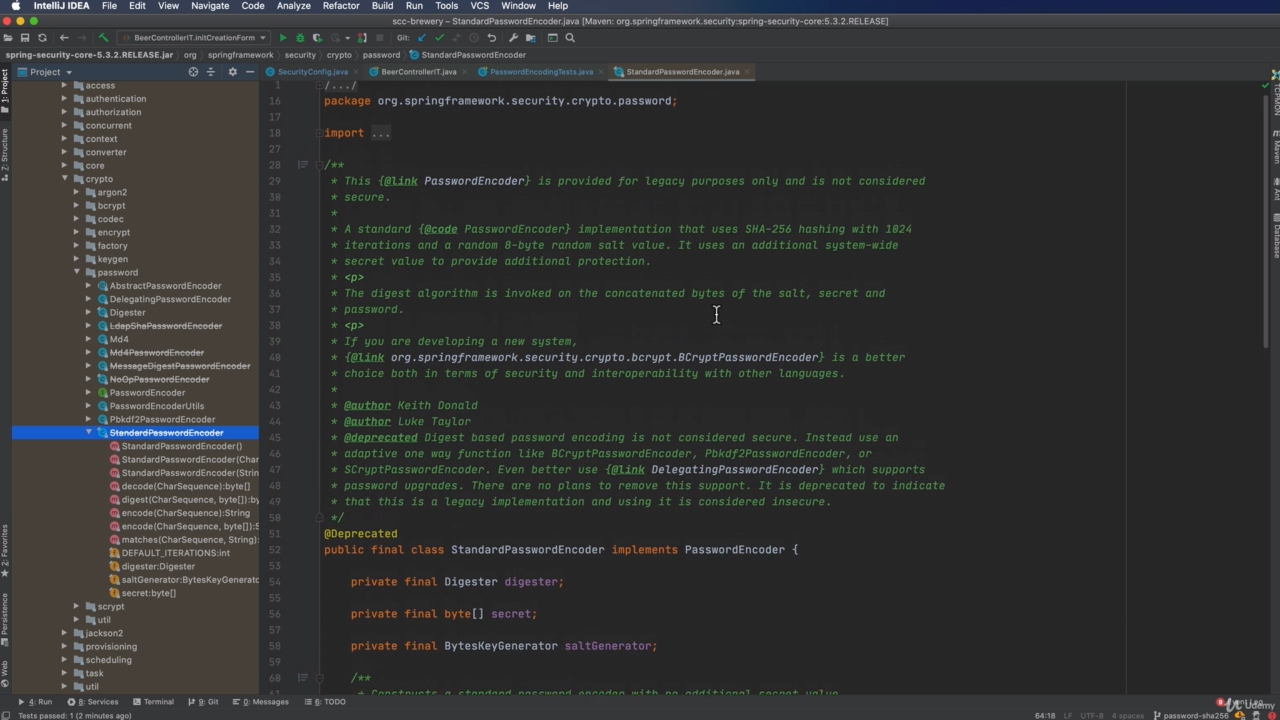 IntelliJ IDEA File Edit View Navigate Code Analyze Refactor Build Run Tools VCS Window Help
scc-brewery – StandardPasswordEncoder.java [Maven: org.springframework.security:spring-security-core:5.3.2.RELEASE]
BeerControllerIT.initCreationForm Git:
spring-security-core-5.3.2.RELEASE.jar org springframework security crypto password StandardPasswordEncoder
Project SecurityConfig.java BeerControllerIT.java PasswordEncodingTests.java StandardPasswordEncoder.java
1: Project
Z: Structure
2: Favorites
Persistence
Web
Maven
Ant
Database
access
authentication
authorization
concurrent
context
converter
core
crypto
argon2
bcrypt
codec
encrypt
factory
keygen
password
AbstractPasswordEncoder
DelegatingPasswordEncoder
Digester
LdapShaPasswordEncoder
Md4
Md4PasswordEncoder
MessageDigestPasswordEncoder
NoOpPasswordEncoder
PasswordEncoder
PasswordEncoderUtils
Pbkdf2PasswordEncoder
StandardPasswordEncoder
StandardPasswordEncoder()
StandardPasswordEncoder(Char
StandardPasswordEncoder(String
decode(CharSequence):byte[]
digest(CharSequence, byte[]):b
encode(CharSequence):String
encode(CharSequence, byte[]):S
matches(CharSequence, String):
DEFAULT_ITERATIONS:int
digester:Digester
saltGenerator:BytesKeyGenerato
secret:byte[]
scrypt
util
jackson2
provisioning
scheduling
task
util
1 /.../
16 package org.springframework.security.crypto.password;
17
18 import ...
27
28 /**
29 * This {@link PasswordEncoder} is provided for legacy purposes only and is not considered
30 * secure.
31 *
32 * A standard {@code PasswordEncoder} implementation that uses SHA-256 hashing with 1024
33 * iterations and a random 8-byte random salt value. It uses an additional system-wide
34 * secret value to provide additional protection.
35 * <p>
36 * The digest algorithm is invoked on the concatenated bytes of the salt, secret and
37 * password.
38 * <p>
39 * If you are developing a new system,
40 * {@link org.springframework.security.crypto.bcrypt.BCryptPasswordEncoder} is a better
41 * choice both in terms of security and interoperability with other languages.
42 *
43 * @author Keith Donald
44 * @author Luke Taylor
45 * @deprecated Digest based password encoding is not considered secure. Instead use an
46 * adaptive one way function like BCryptPasswordEncoder, Pbkdf2PasswordEncoder, or
47 * SCryptPasswordEncoder. Even better use {@link DelegatingPasswordEncoder} which supports
48 * password upgrades. There are no plans to remove this support. It is deprecated to indicate
49 * that this is a legacy implementation and using it is considered insecure.
50 */
51 @Deprecated
52 public final class StandardPasswordEncoder implements PasswordEncoder {
53
54 private final Digester digester;
55
56 private final byte[] secret;
57
58 private final BytesKeyGenerator saltGenerator;
59
60 /**
* Constructs a standard password encoder with no additional secret value
4: Run 8: Services Terminal 9: Git 0: Messages 6: TODO
Tests passed: 1 (2 minutes ago) 64:18 LF UTF-8 4 spaces password-sha256
Udemy